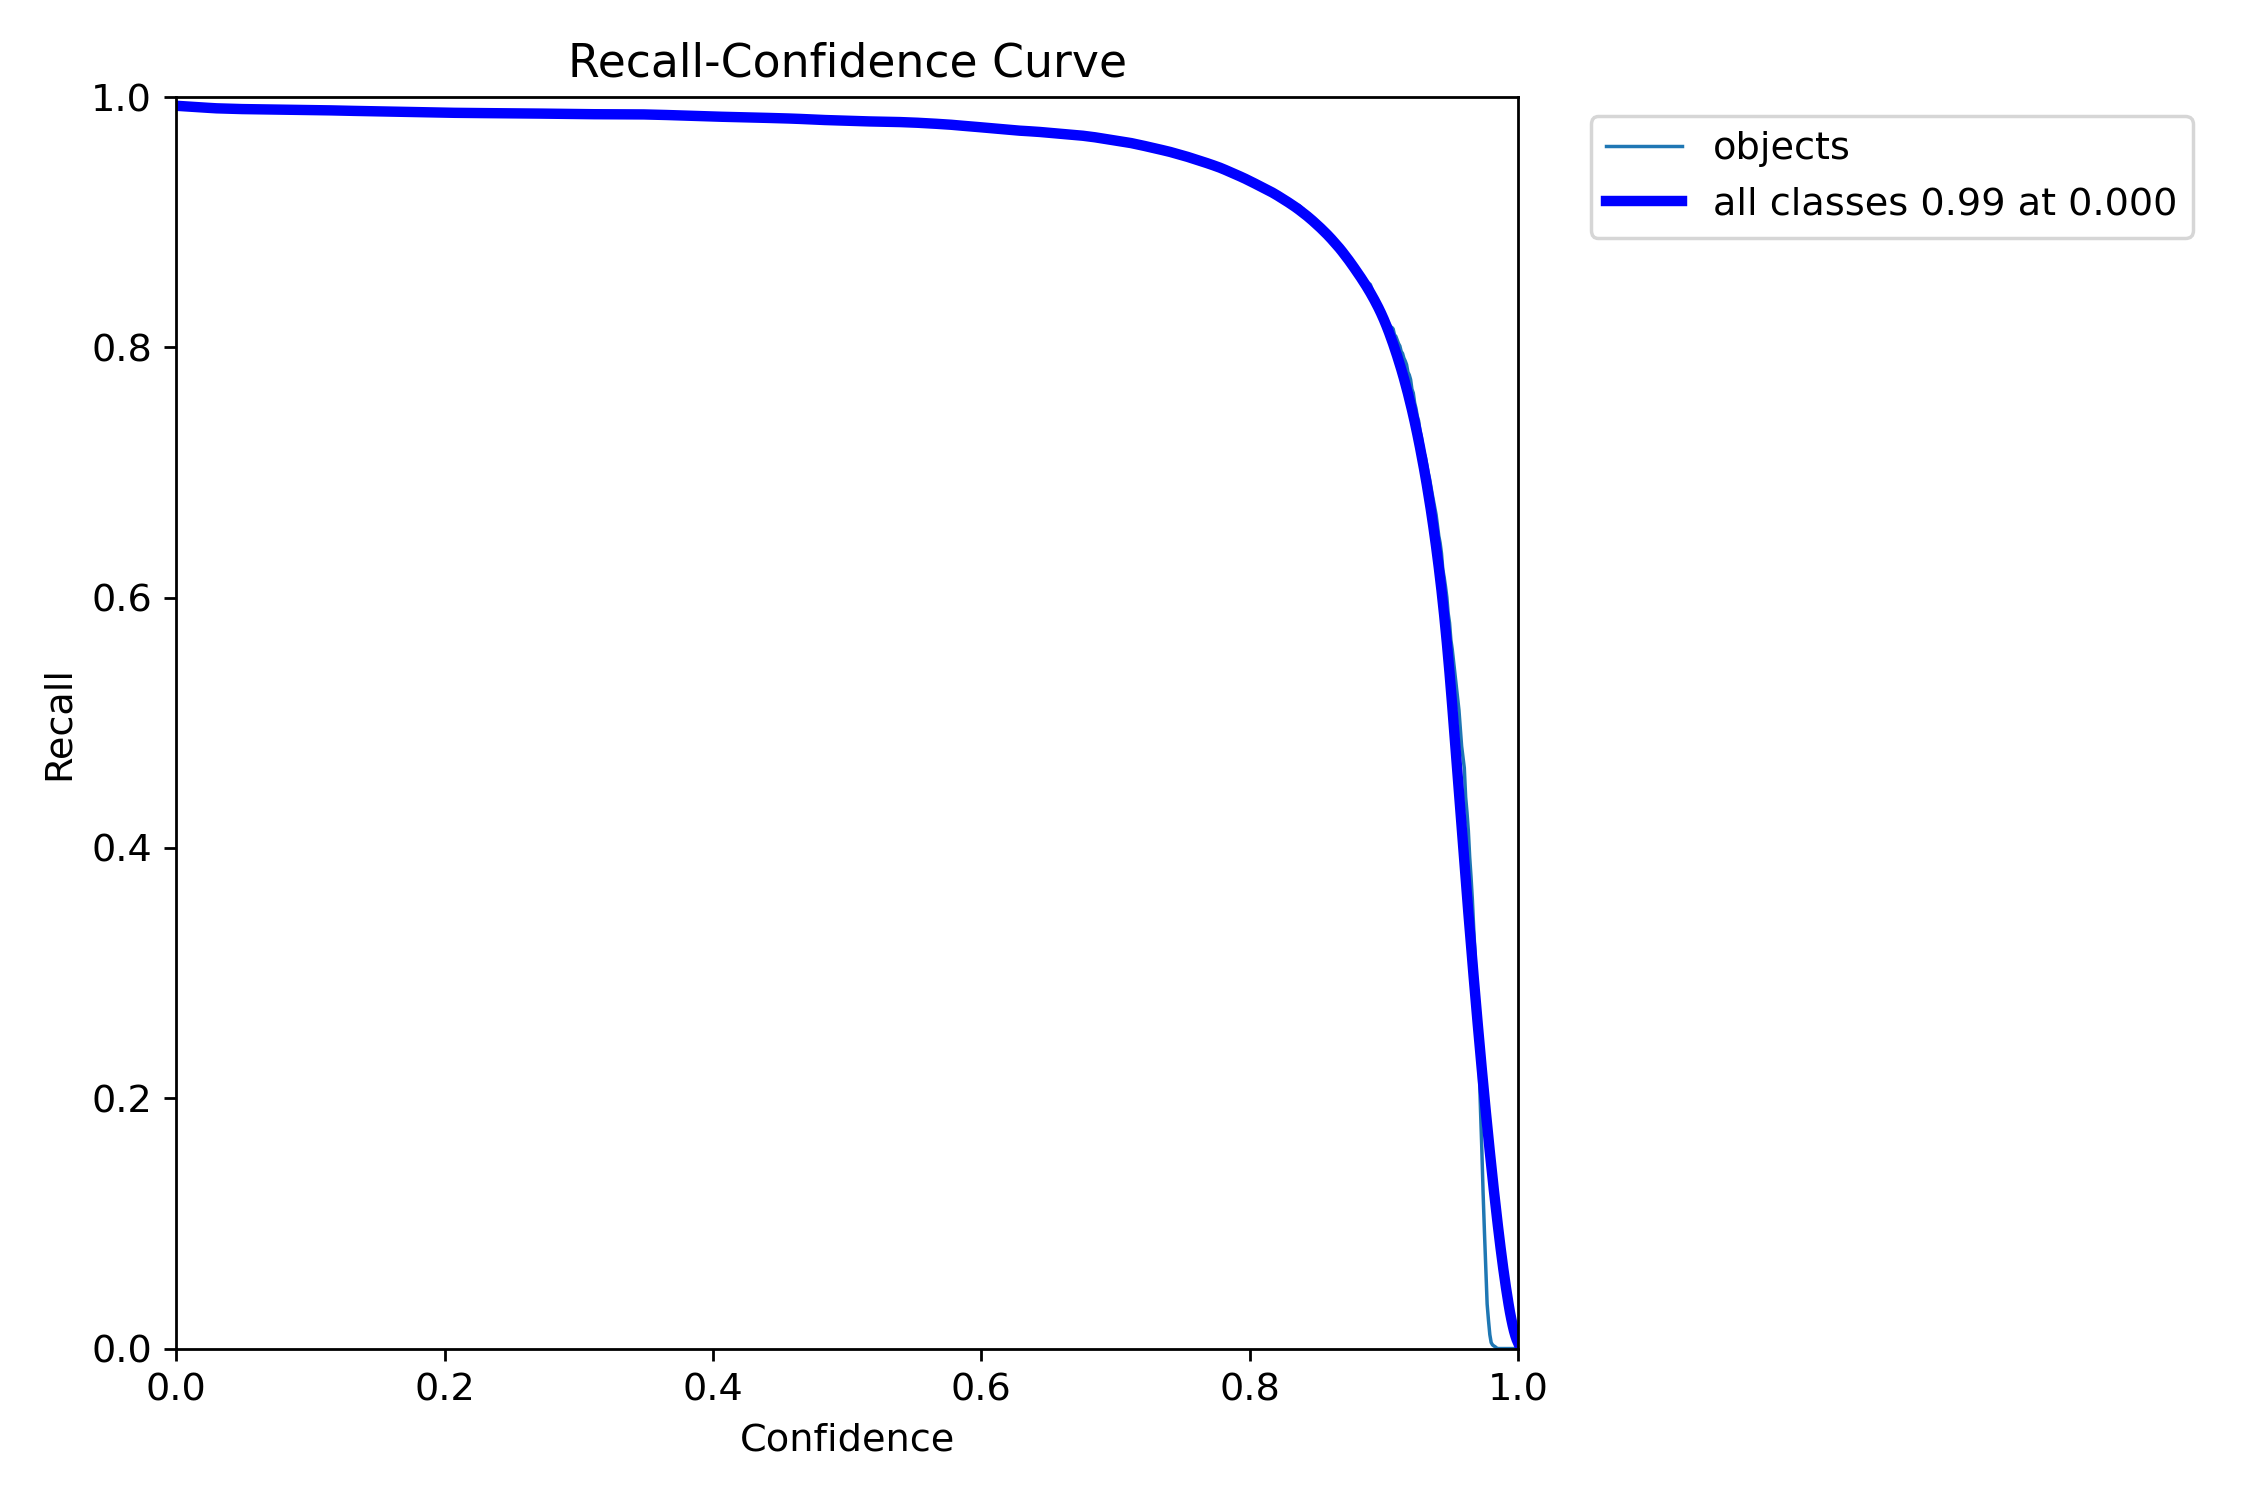 Recall-Confidence Curve
1.0
0.8
0.6
0.4
0.2
0.0
Recall
0.0 0.2 0.4 0.6 0.8 1.0
Confidence
objects
all classes 0.99 at 0.000